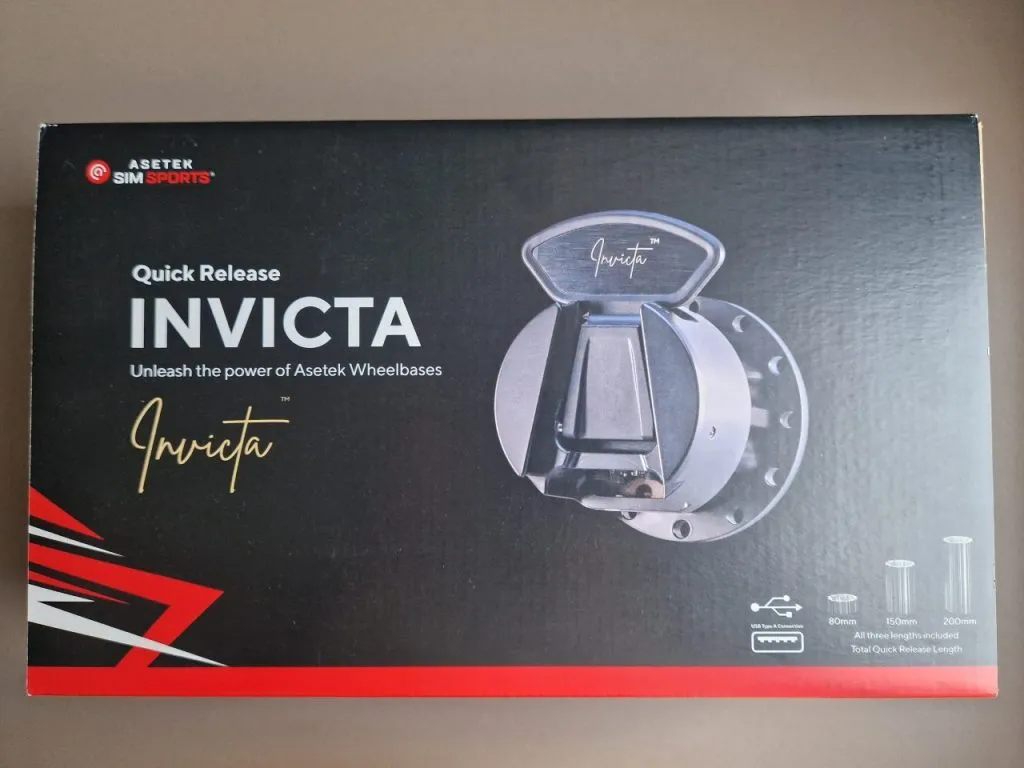 ASETEK
SIM SPORTS®
Quick Release
INVICTA
Unleash the power of Asetek Wheelbases
Invicta™
Invicta™
USB Type A Connection
80mm
150mm
200mm
All three lengths included
Total Quick Release Length